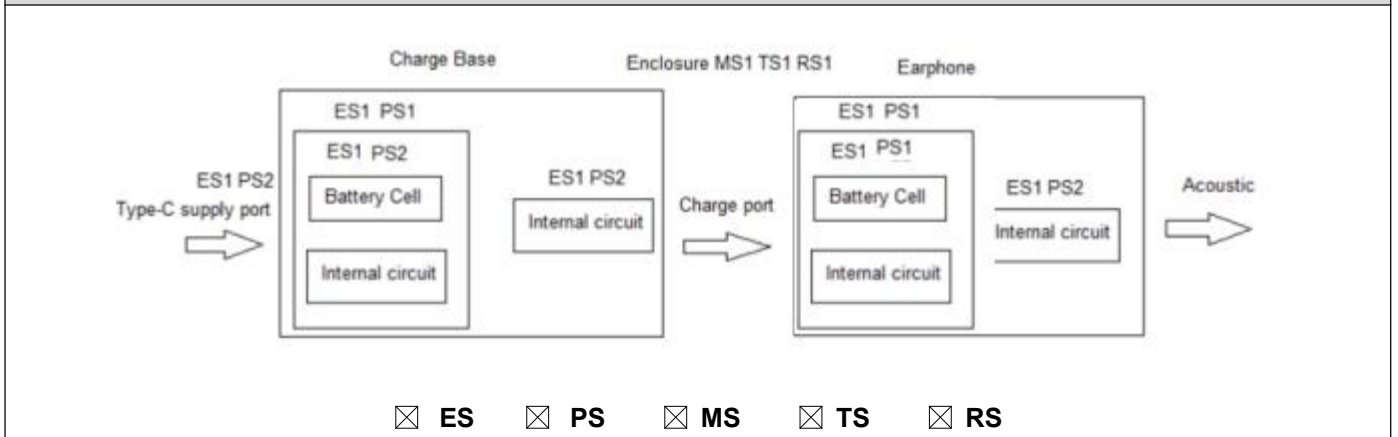 Charge Base
Enclosure MS1 TS1 RS1
Earphone
ES1 PS1
ES1 PS2
Battery Cell
Internal circuit
ES1 PS2
Internal circuit
ES1 PS2
Type-C supply port
Charge port
ES1 PS1
ES1 PS1
Battery Cell
Internal circuit
ES1 PS2
Internal circuit
Acoustic
☒ ES ☒ PS ☒ MS ☒ TS ☒ RS